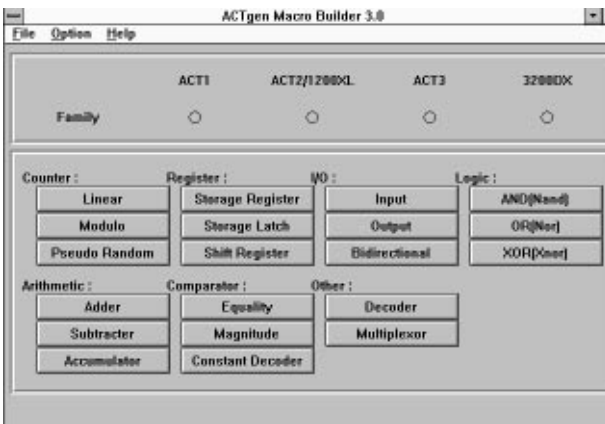 ACTgen Macro Builder 3.0
File Option Help
ACT1 ACT2/1200XL ACT3 3200DX
Family
Counter : Register : I/O : Logic :
Linear Storage Register Input AND(Nand)
Modulo Storage Latch Output OR(Nor)
Pseudo Random Shift Register Bidirectional XOR(Xnor)
Arithmetic : Comparator : Other :
Adder Equality Decoder
Subtracter Magnitude Multiplexor
Accumulator Constant Decoder